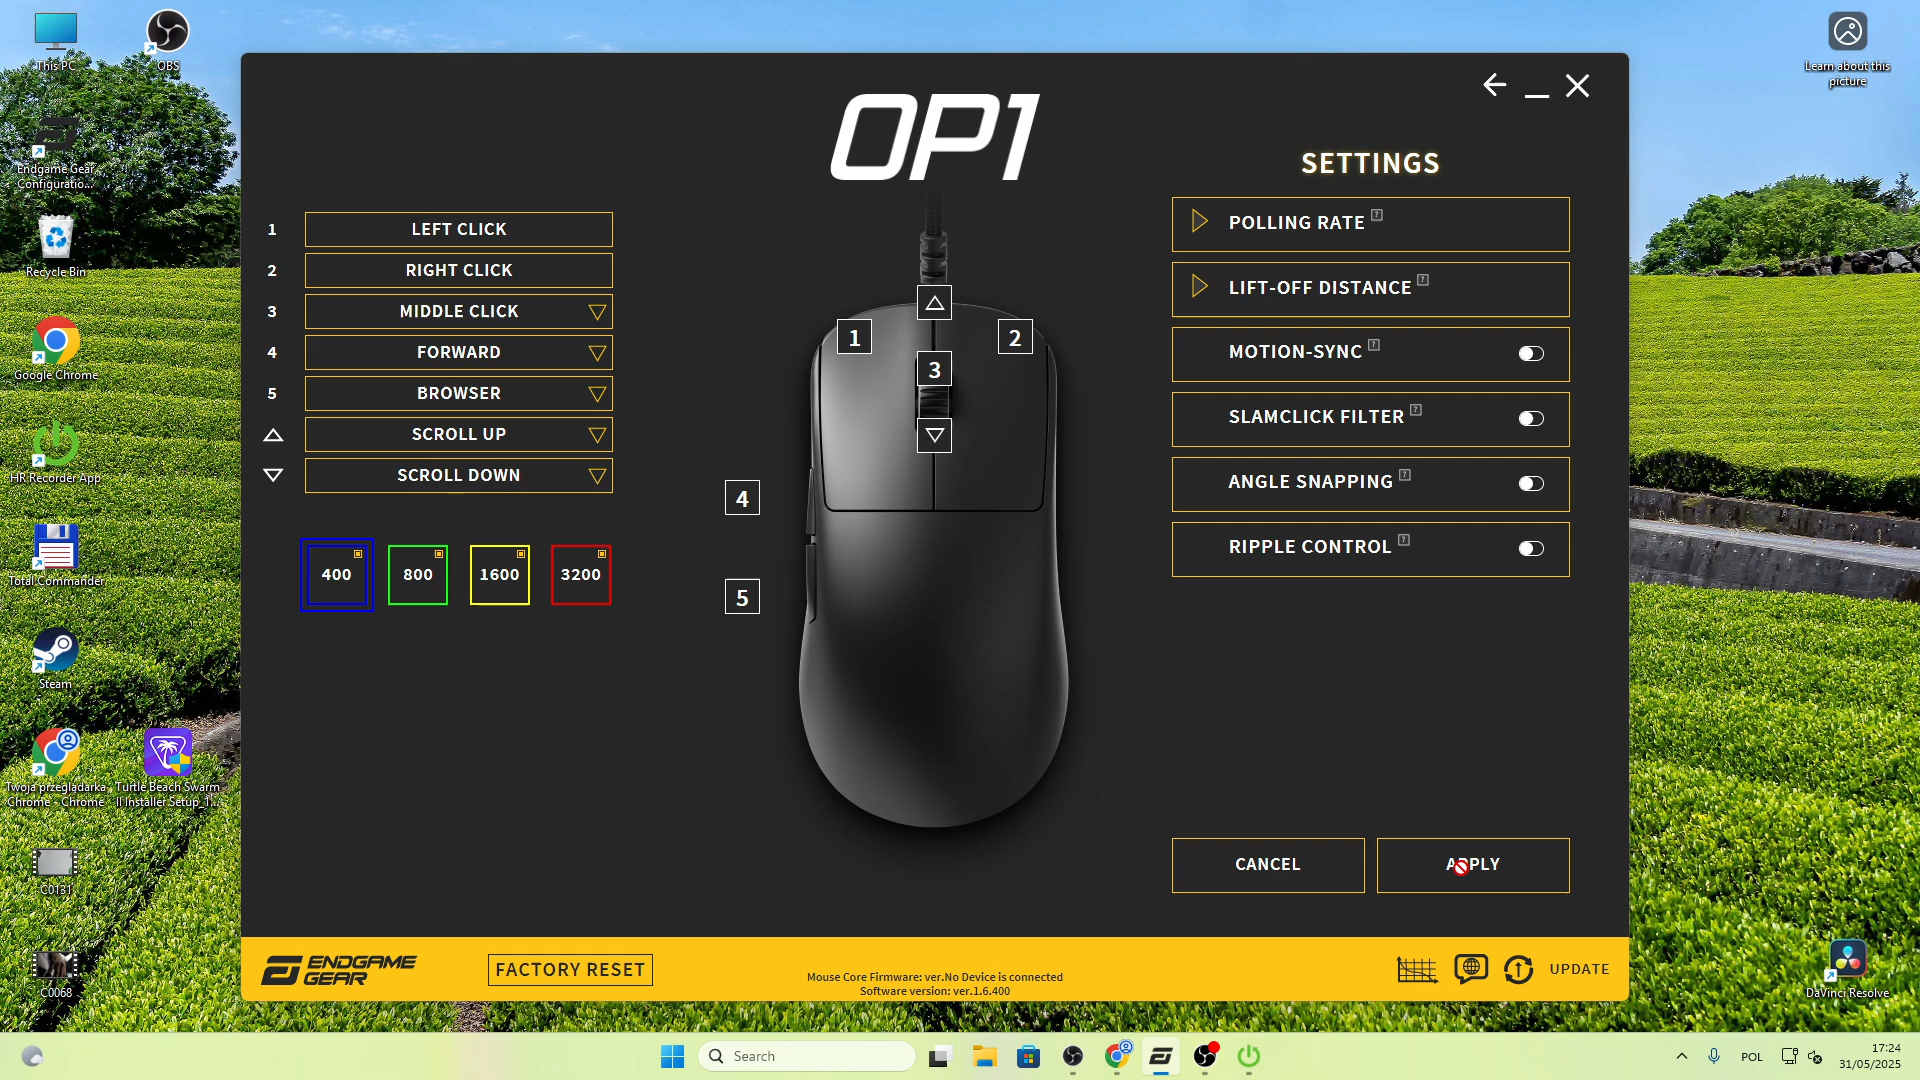 This PC
OBS
Endgame Gear
Configuratio...
Recycle Bin
Google Chrome
HR Recorder App
Total Commander
Steam
Twoja przeglądarka
Chrome - Chrome
Turtle Beach Swarm
II Installer Setup_1...
C0131
C0068
Learn about this
picture
DaVinci Resolve
OP1
1 LEFT CLICK
2 RIGHT CLICK
3 MIDDLE CLICK
4 FORWARD
5 BROWSER
SCROLL UP
SCROLL DOWN
400 800 1600 3200
1
2
3
4
5
SETTINGS
POLLING RATE ?
LIFT-OFF DISTANCE ?
MOTION-SYNC ?
SLAMCLICK FILTER ?
ANGLE SNAPPING ?
RIPPLE CONTROL ?
CANCEL
APPLY
ENDGAME
GEAR
FACTORY RESET
Mouse Core Firmware: ver.No Device is connected
Software version: ver.1.6.400
UPDATE
Search
POL
17:24
31/05/2025